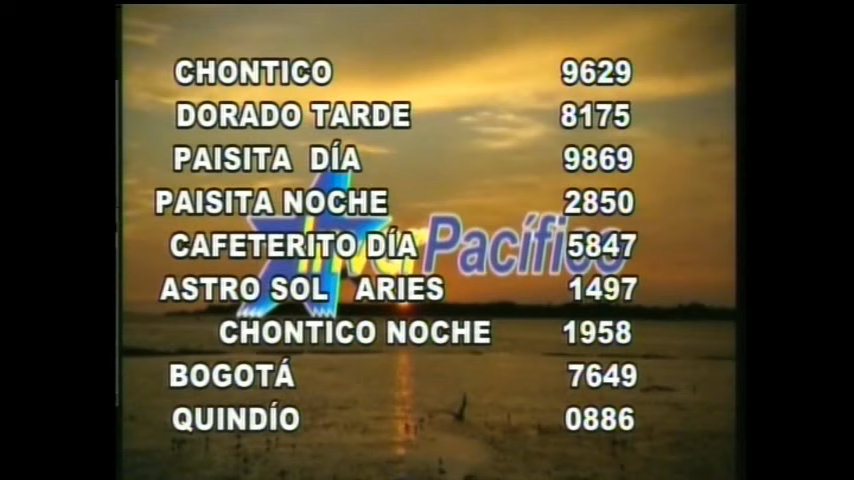 CHONTICO 9629
DORADO TARDE 8175
PAISITA DÍA 9869
PAISITA NOCHE 2850
CAFETERITO DÍA 5847
Pacífico
ASTRO SOL ARIES 1497
CHONTICO NOCHE 1958
BOGOTÁ 7649
QUINDÍO 0886